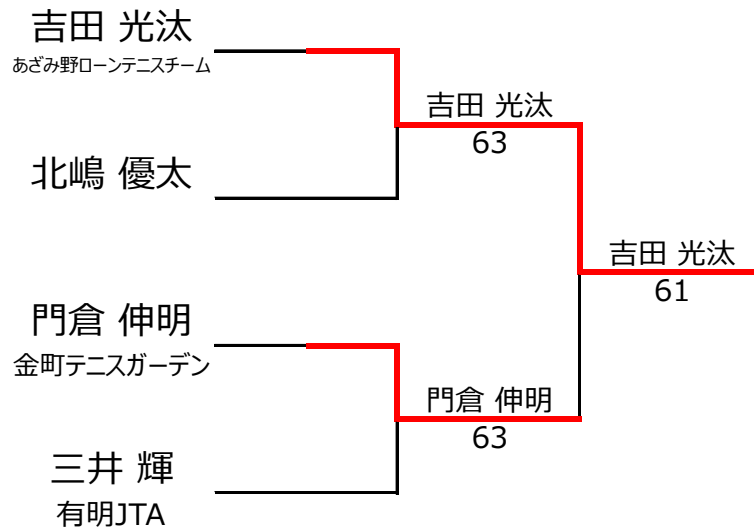 吉田 光汰
あざみ野ローンテニスチーム
吉田 光汰
63
北嶋 優太
吉田 光汰
61
門倉 伸明
金町テニスガーデン
門倉 伸明
63
三井 輝
有明JTA